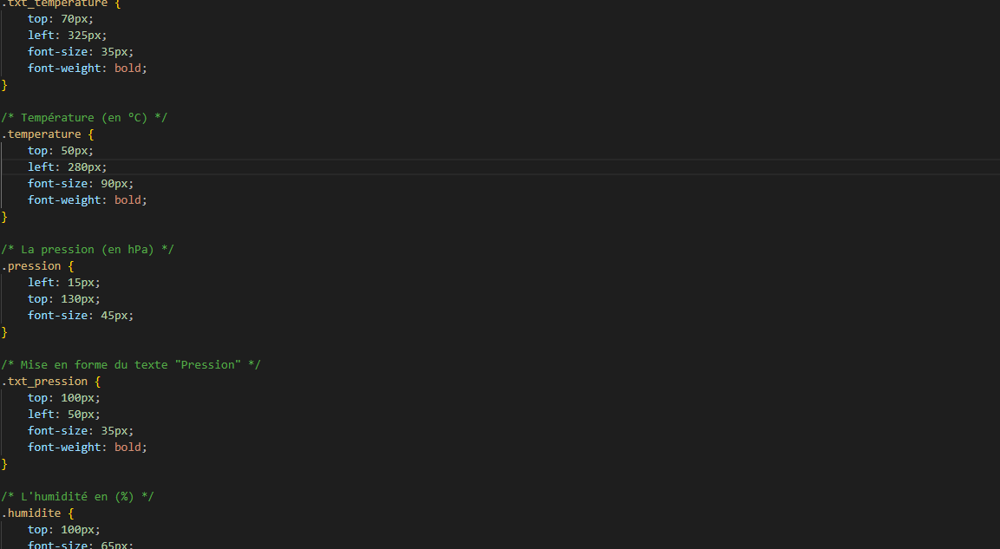 .txt_temperature {
    top: 70px;
    left: 325px;
    font-size: 35px;
    font-weight: bold;
}

/* Température (en °C) */
.temperature {
    top: 50px;
    left: 280px;
    font-size: 90px;
    font-weight: bold;
}

/* La pression (en hPa) */
.pression {
    left: 15px;
    top: 130px;
    font-size: 45px;
}

/* Mise en forme du texte "Pression" */
.txt_pression {
    top: 100px;
    left: 50px;
    font-size: 35px;
    font-weight: bold;
}

/* L'humidité en (%) */
.humidite {
    top: 100px;
    font-size: 65px;